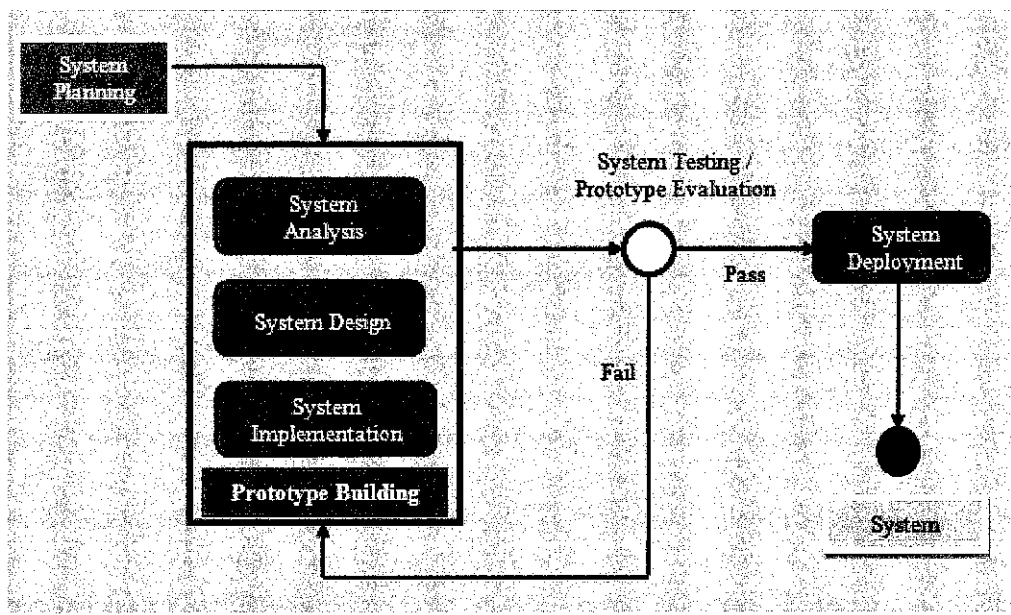 System
Planning
System
Analysis
System Design
System
Implementation
Prototype Building
System Testing /
Prototype Evaluation
Pass
Fail
System
Deployment
System